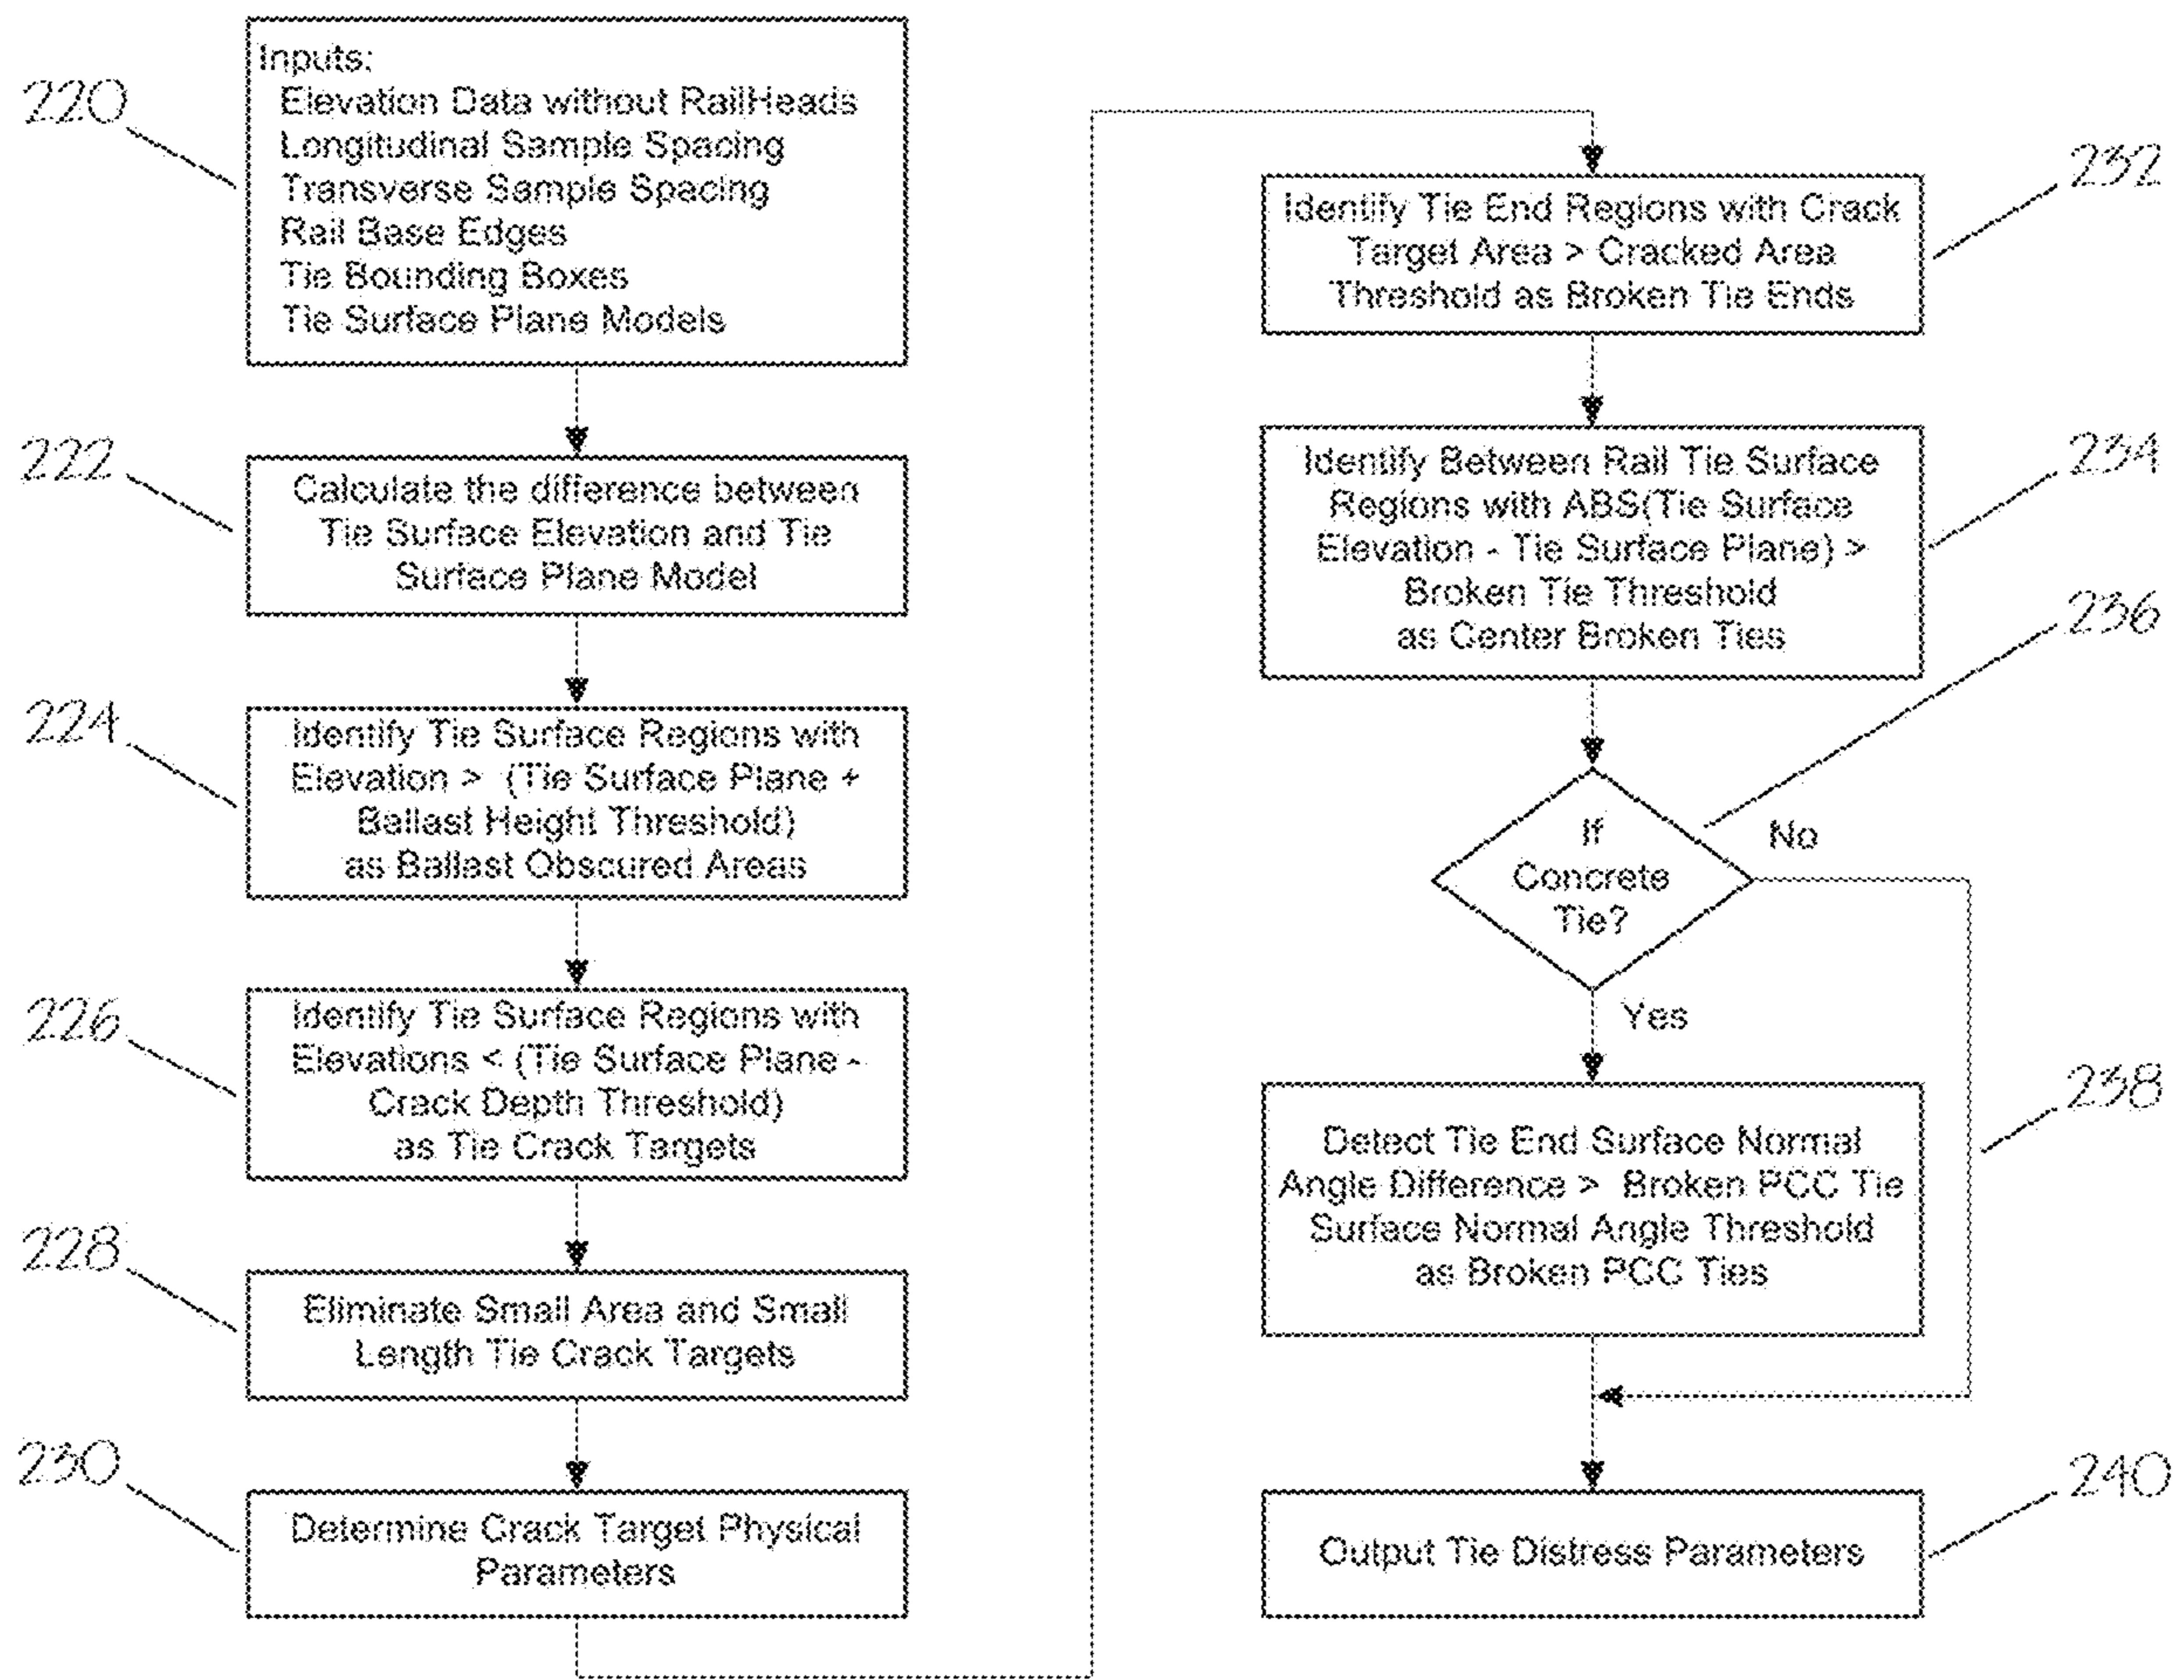 220
Inputs:
Elevation Data without RailHeads
Longitudinal Sample Spacing
Transverse Sample Spacing
Rail Base Edges
Tie Bounding Boxes
Tie Surface Plane Models
222
Calculate the difference between
Tie Surface Elevation and Tie
Surface Plane Model
224
Identify Tie Surface Regions with
Elevation > (Tie Surface Plane +
Ballast Height Threshold)
as Ballast Obscured Areas
226
Identify Tie Surface Regions with
Elevations < (Tie Surface Plane -
Crack Depth Threshold)
as Tie Crack Targets
228
Eliminate Small Area and Small
Length Tie Crack Targets
230
Determine Crack Target Physical
Parameters
232
Identify Tie End Regions with Crack
Target Area > Cracked Area
Threshold as Broken Tie Ends
234
Identify Between Rail Tie Surface
Regions with ABS(Tie Surface
Elevation - Tie Surface Plane) >
Broken Tie Threshold
as Center Broken Ties
236
If
Concrete
Tie?
No
Yes
238
Detect Tie End Surface Normal
Angle Difference > Broken PCC Tie
Surface Normal Angle Threshold
as Broken PCC Ties
240
Output Tie Distress Parameters